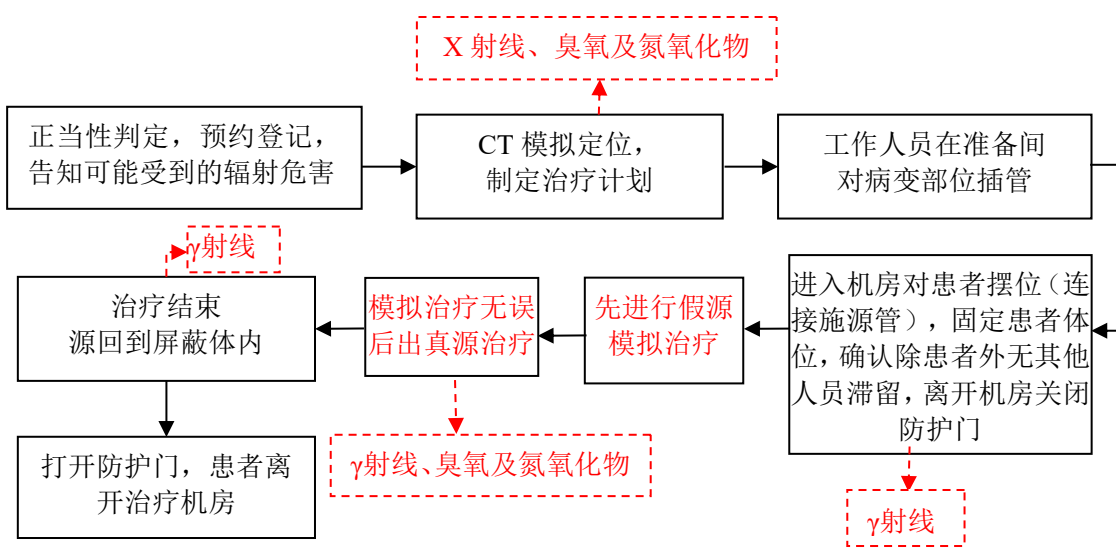 X 射线、臭氧及氮氧化物
正当性判定，预约登记，
告知可能受到的辐射危害
CT 模拟定位，
制定治疗计划
工作人员在准备间
对病变部位插管
进入机房对患者摆位（连
接施源管），固定患者体
位，确认除患者外无其他
人员滞留，离开机房关闭
防护门
γ射线
先进行假源
模拟治疗
模拟治疗无误
后出真源治疗
γ射线、臭氧及氮氧化物
治疗结束
源回到屏蔽体内
γ射线
打开防护门，患者离
开治疗机房